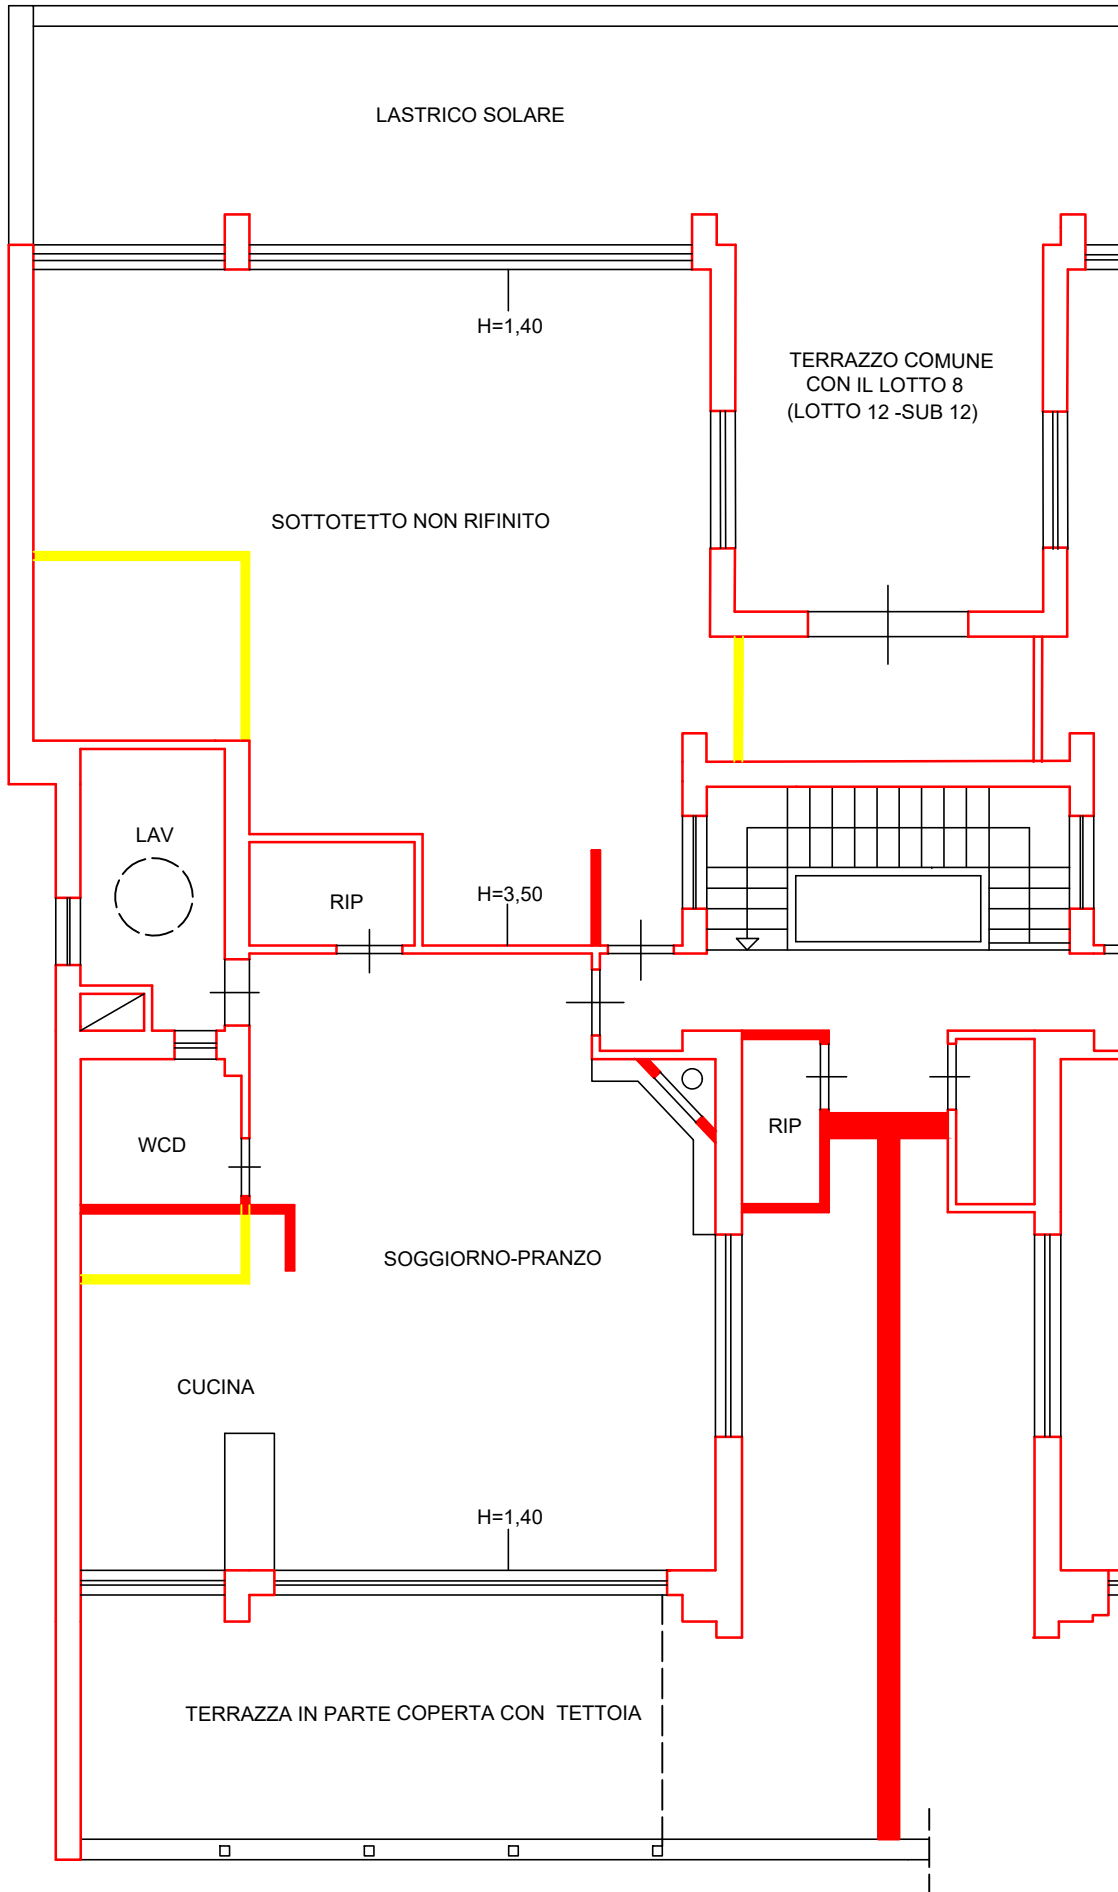 LASTRICO SOLARE
H=1,40
TERRAZZO COMUNE
CON IL LOTTO 8
(LOTTO 12 -SUB 12)
SOTTOTETTO NON RIFINITO
LAV
RIP
H=3,50
RIP
WCD
SOGGIORNO-PRANZO
CUCINA
H=1,40
TERRAZZA IN PARTE COPERTA CON TETTOIA